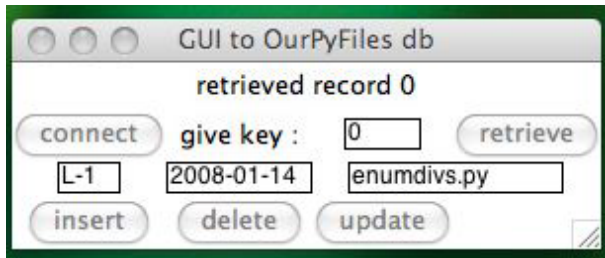 GUI to OurPyFiles db
retrieved record 0
connect give key : 0 retrieve
L-1 2008-01-14 enumdivs.py
insert delete update